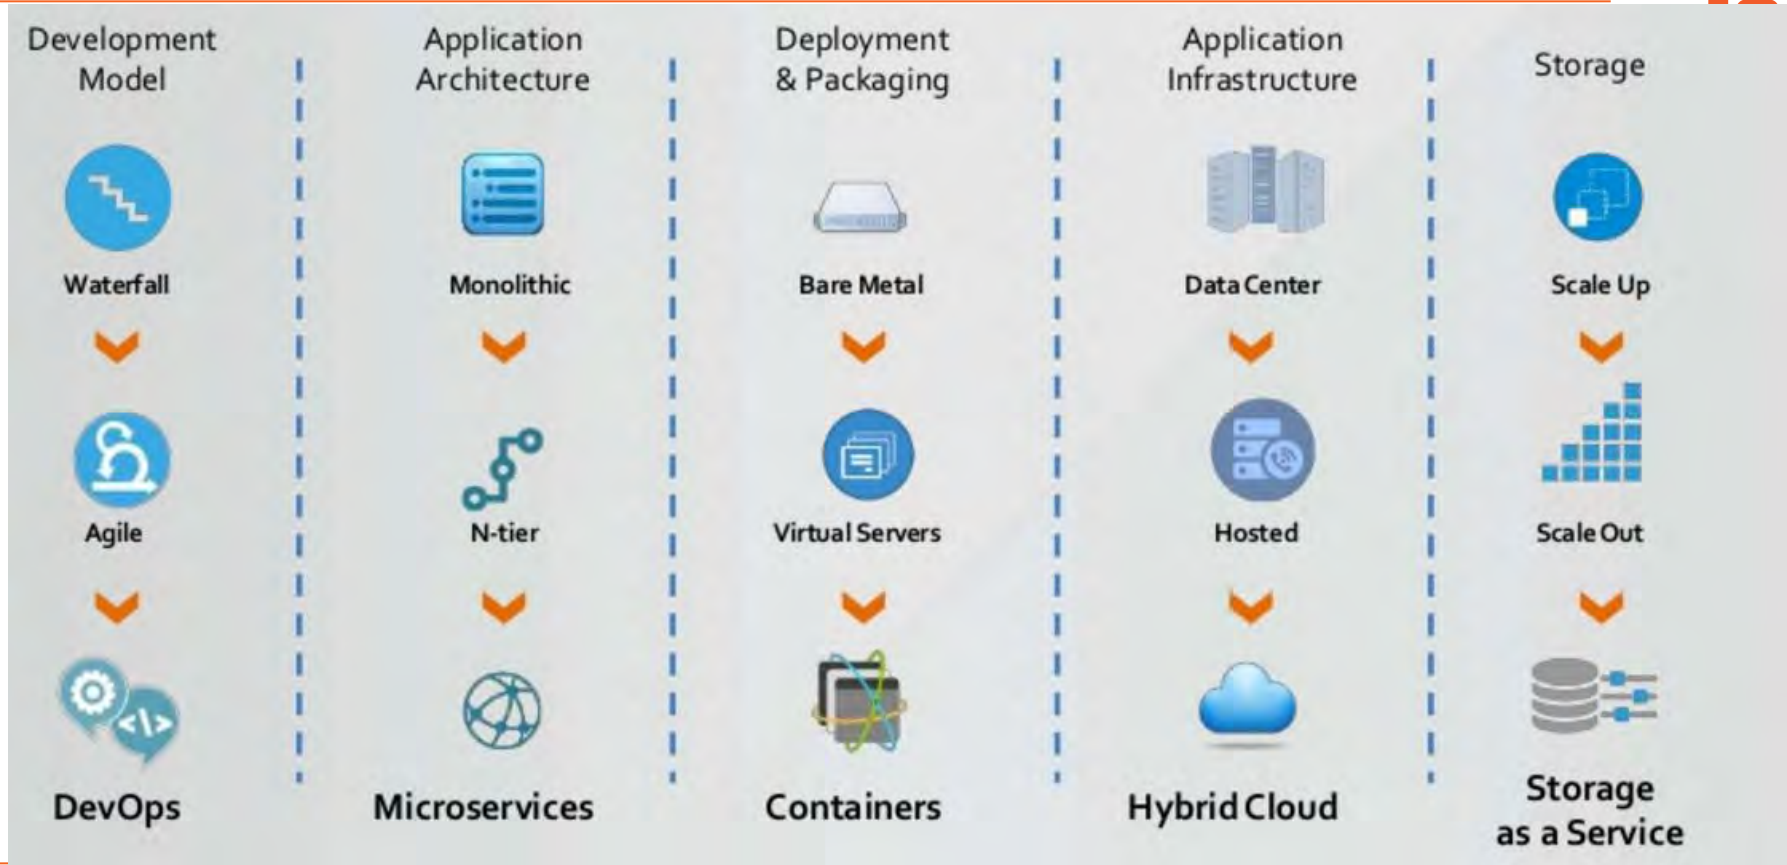 Development
Model
Application
Architecture
Deployment
& Packaging
Application
Infrastructure
Storage
Waterfall
Monolithic
Bare Metal
Data Center
Scale Up
Agile
N-tier
Virtual Servers
Hosted
Scale Out
DevOps
Microservices
Containers
Hybrid Cloud
Storage
as a Service